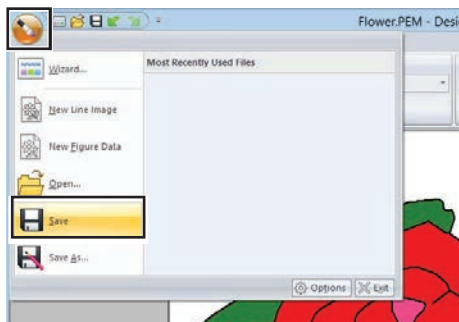 Flower.PEM - Desi
Wizard...
Most Recently Used Files
New Line Image
New Figure Data
Open...
Save
Save As...
Options
Exit